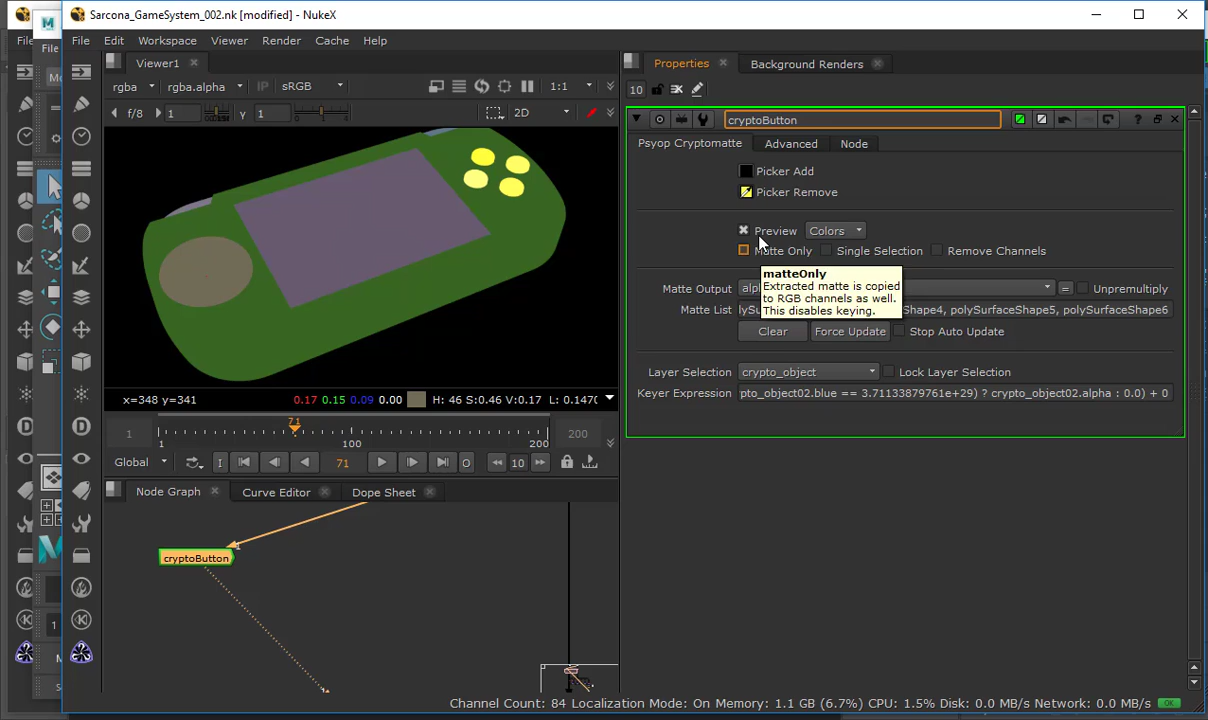 Sarcona_GameSystem_002.nk [modified] - NukeX
File Edit Workspace Viewer Render Cache Help
Viewer1
Properties
Background Renders
rgba rgba.alpha IP sRGB 1:1
10
f/8 1 γ 1 2D
cryptoButton
Psyop Cryptomatte Advanced Node
Picker Add
Picker Remove
Preview Colors
Matte Only Single Selection Remove Channels
matteOnly
Extracted matte is copied
to RGB channels as well.
This disables keying.
Matte Output = Unpremultiply
Matte List Shape4, polySurfaceShape5, polySurfaceShape6
Clear Force Update Stop Auto Update
Layer Selection crypto_object Lock Layer Selection
Keyer Expression pto_object02.blue == 3.71133879761e+29) ? crypto_object02.alpha : 0.0) + 0
x=348 y=341 0.17 0.15 0.09 0.00 H: 46 S:0.46 V:0.17 L: 0.1470
71
1 1 100 200 200
Global I 71 O 10
Node Graph Curve Editor Dope Sheet
cryptoButton
Channel Count: 84 Localization Mode: On Memory: 1.1 GB (6.7%) CPU: 1.5% Disk: 0.0 MB/s Network: 0.0 MB/s OK